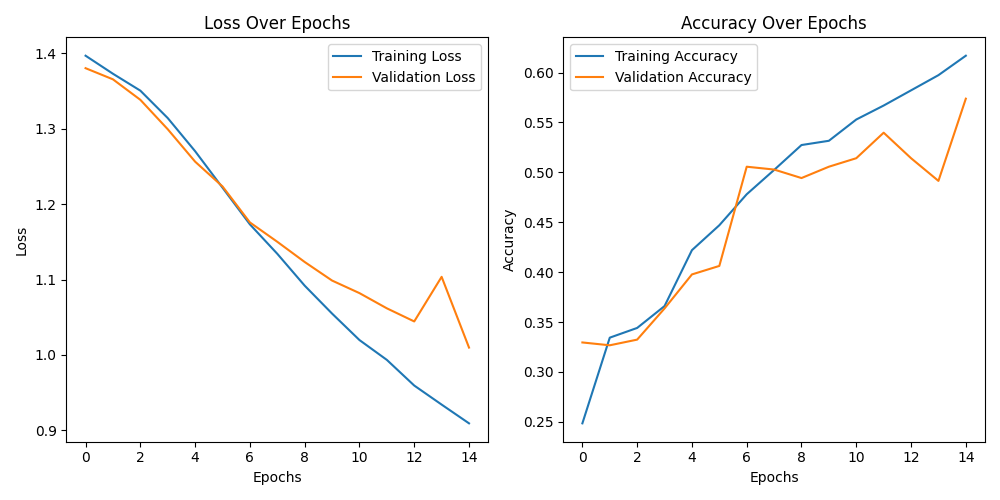 Loss Over Epochs
Training Loss
Validation Loss
1.4
1.3
1.2
1.1
1.0
0.9
Loss
0 2 4 6 8 10 12 14
Epochs
Accuracy Over Epochs
Training Accuracy
Validation Accuracy
0.60
0.55
0.50
0.45
0.40
0.35
0.30
0.25
Accuracy
0 2 4 6 8 10 12 14
Epochs